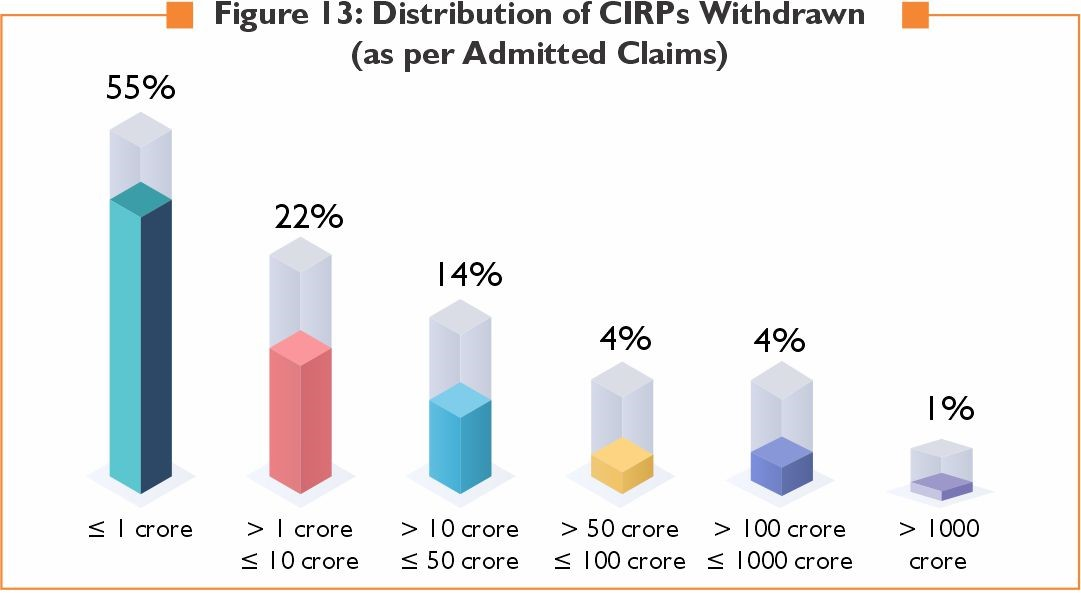 Figure 13: Distribution of CIRPs Withdrawn
(as per Admitted Claims)
55%
22%
14%
4%
4%
1%
≤ 1 crore
> 1 crore
≤ 10 crore
> 10 crore
≤ 50 crore
> 50 crore
≤ 100 crore
> 100 crore
≤ 1000 crore
> 1000
crore